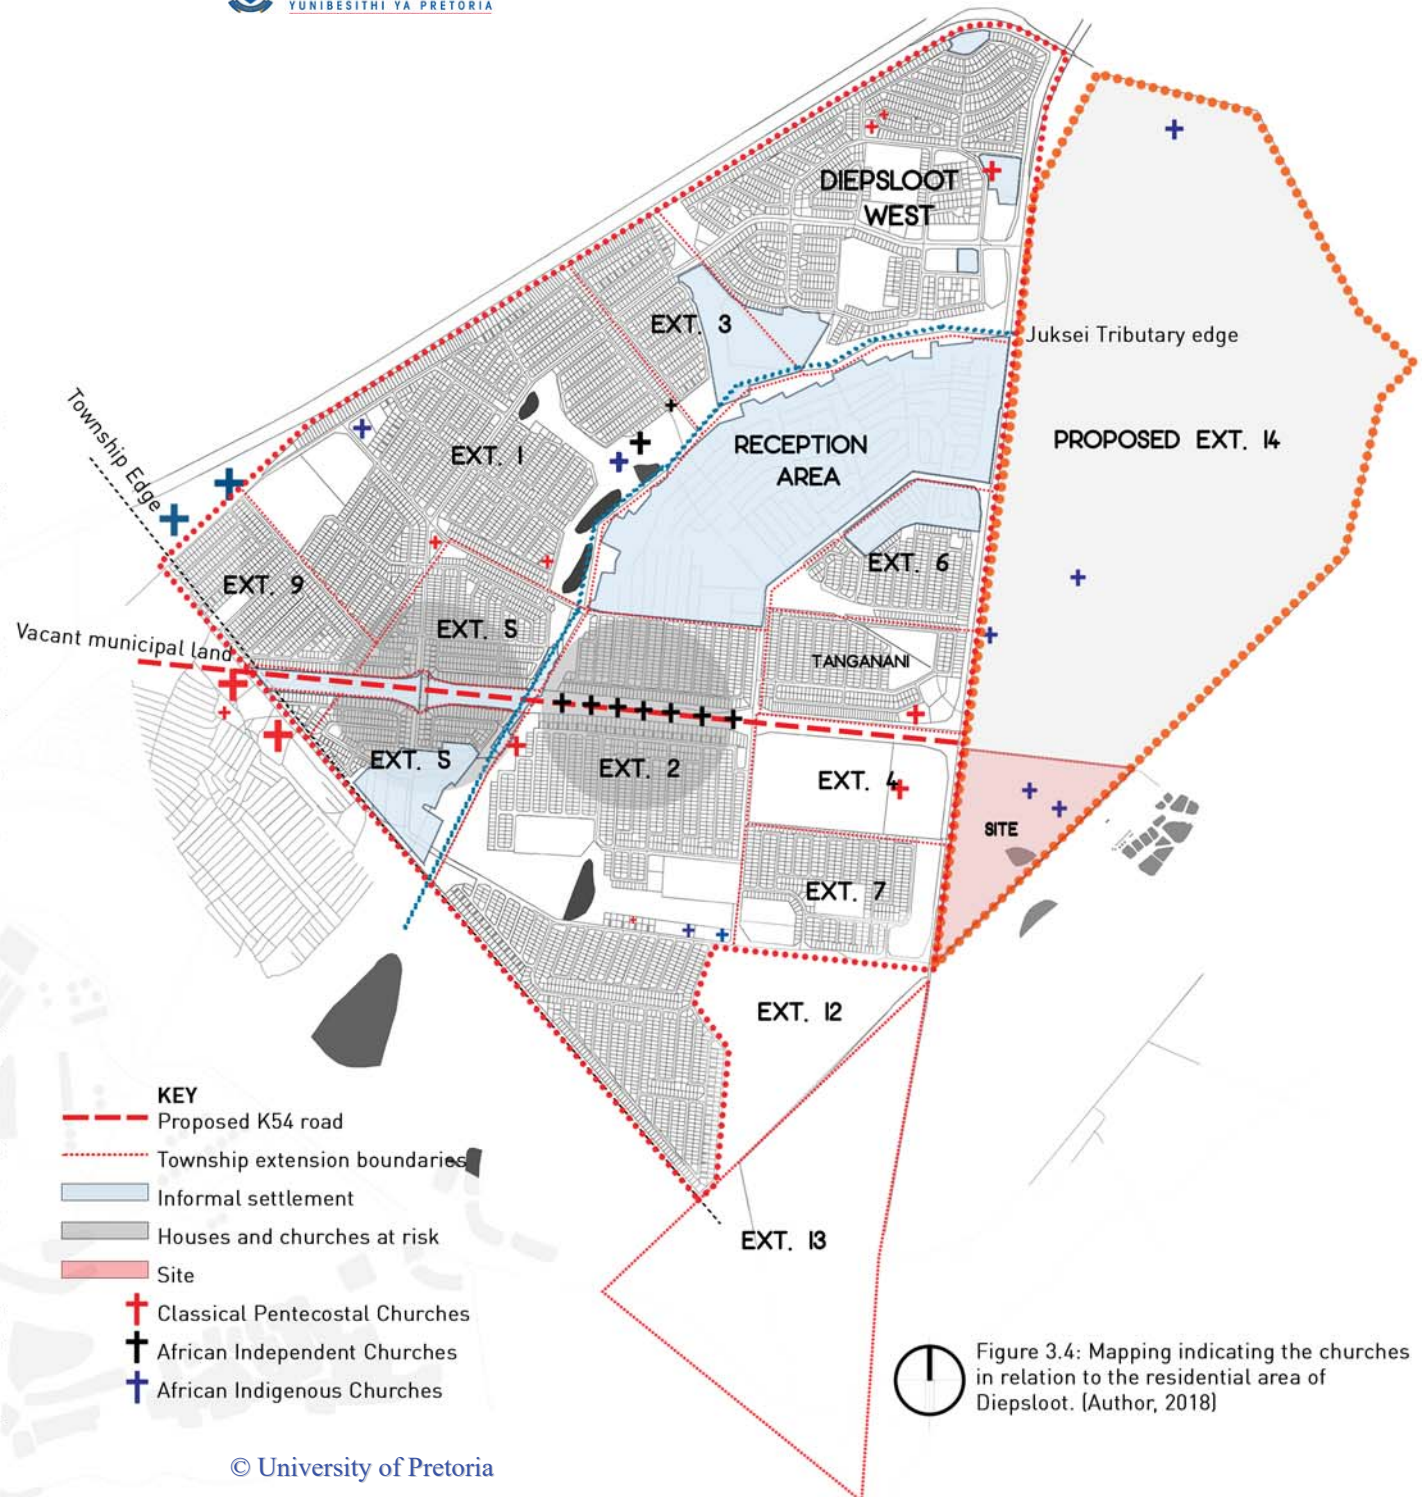 YUNIBESITHI YA PRETORIA
DIEPSLOOT
WEST
EXT. 3
Juksei Tributary edge
Township Edge
EXT. 1
RECEPTION
AREA
PROPOSED EXT. 14
EXT. 9
EXT. 6
EXT. 5
Vacant municipal land
TANGANANI
EXT. 5
EXT. 2
EXT. 4
SITE
EXT. 7
EXT. 12
EXT. 13
KEY
Proposed K54 road
Township extension boundaries
Informal settlement
Houses and churches at risk
Site
Classical Pentecostal Churches
African Independent Churches
African Indigenous Churches
Figure 3.4: Mapping indicating the churches
in relation to the residential area of
Diepsloot. (Author, 2018)
© University of Pretoria